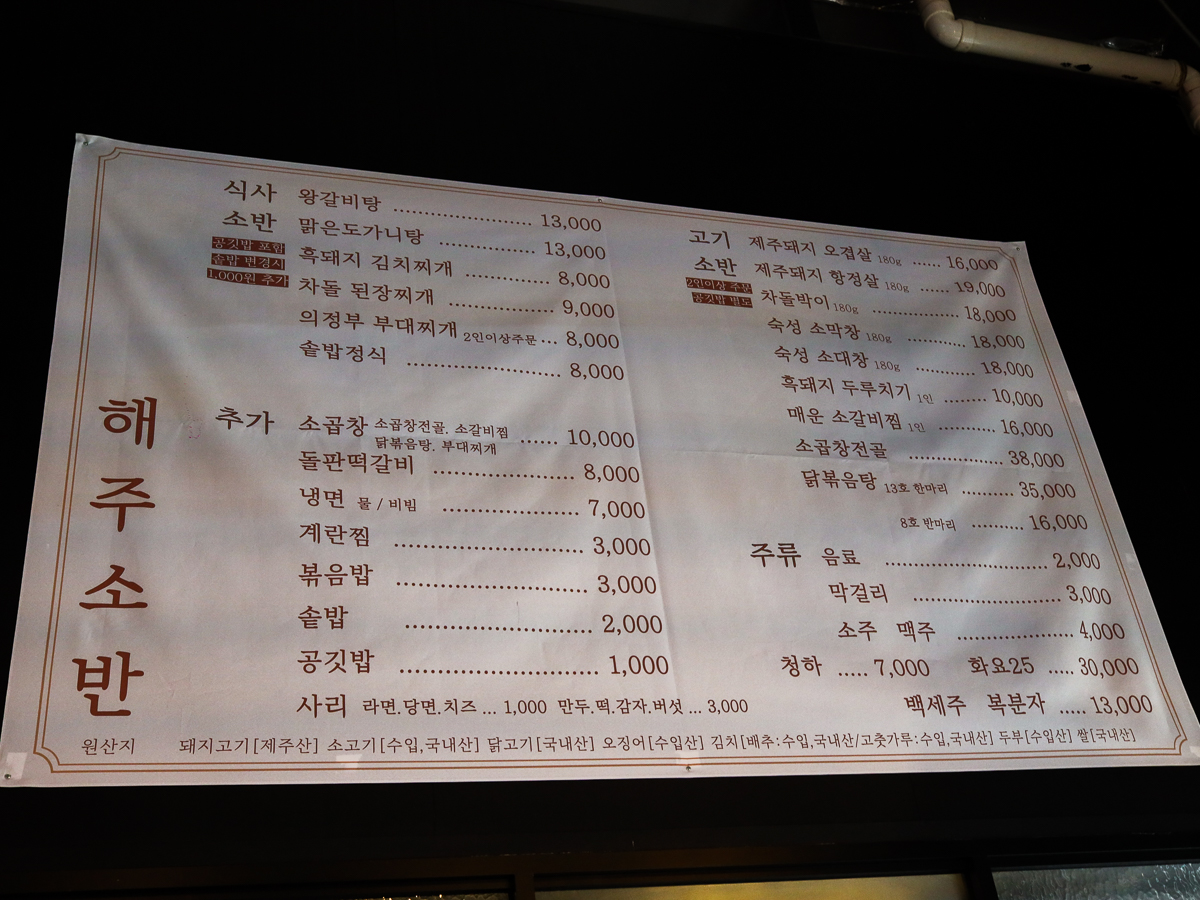 해주소반
식사 소반
공깃밥 포함
솥밥 변경시
1,000원 추가
왕갈비탕 ........................ 13,000
맑은도가니탕 ................. 13,000
흑돼지 김치찌개 .............. 8,000
차돌 된장찌개 .................. 9,000
의정부 부대찌개 2인이상주문 ... 8,000
솥밥정식 .......................... 8,000
추가
소곱창 소곱창전골. 소갈비찜 ...... 10,000
닭볶음탕. 부대찌개
돌판떡갈비 ....................... 8,000
냉면 물 / 비빔 ..................... 7,000
계란찜 ............................. 3,000
볶음밥 ............................. 3,000
솥밥 ............................ 2,000
공깃밥 ............................. 1,000
사리 라면.당면.치즈 ... 1,000 만두.떡.감자.버섯 ... 3,000
고기 소반
2인이상 주문
공깃밥 별도
제주돼지 오겹살 180g ...... 16,000
제주돼지 항정살 180g ...... 19,000
차돌박이 180g .................. 18,000
숙성 소막창 180g ............ 18,000
숙성 소대창 180g ............ 18,000
흑돼지 두루치기 1인 ........ 10,000
매운 소갈비찜 1인 ........... 16,000
소곱창전골 ................... 38,000
닭볶음탕 13호 한마리 .......... 35,000
8호 반마리 .......... 16,000
주류
음료 ............................. 2,000
막걸리 .......................... 3,000
소주 맥주 ..................... 4,000
청하 ..... 7,000 화요25 ..... 30,000
백세주 복분자 ..... 13,000
원산지 돼지고기[제주산] 소고기[수입,국내산] 닭고기[국내산] 오징어[수입산] 김치[배추:수입,국내산/고춧가루:수입,국내산] 두부[수입산] 쌀[국내산]